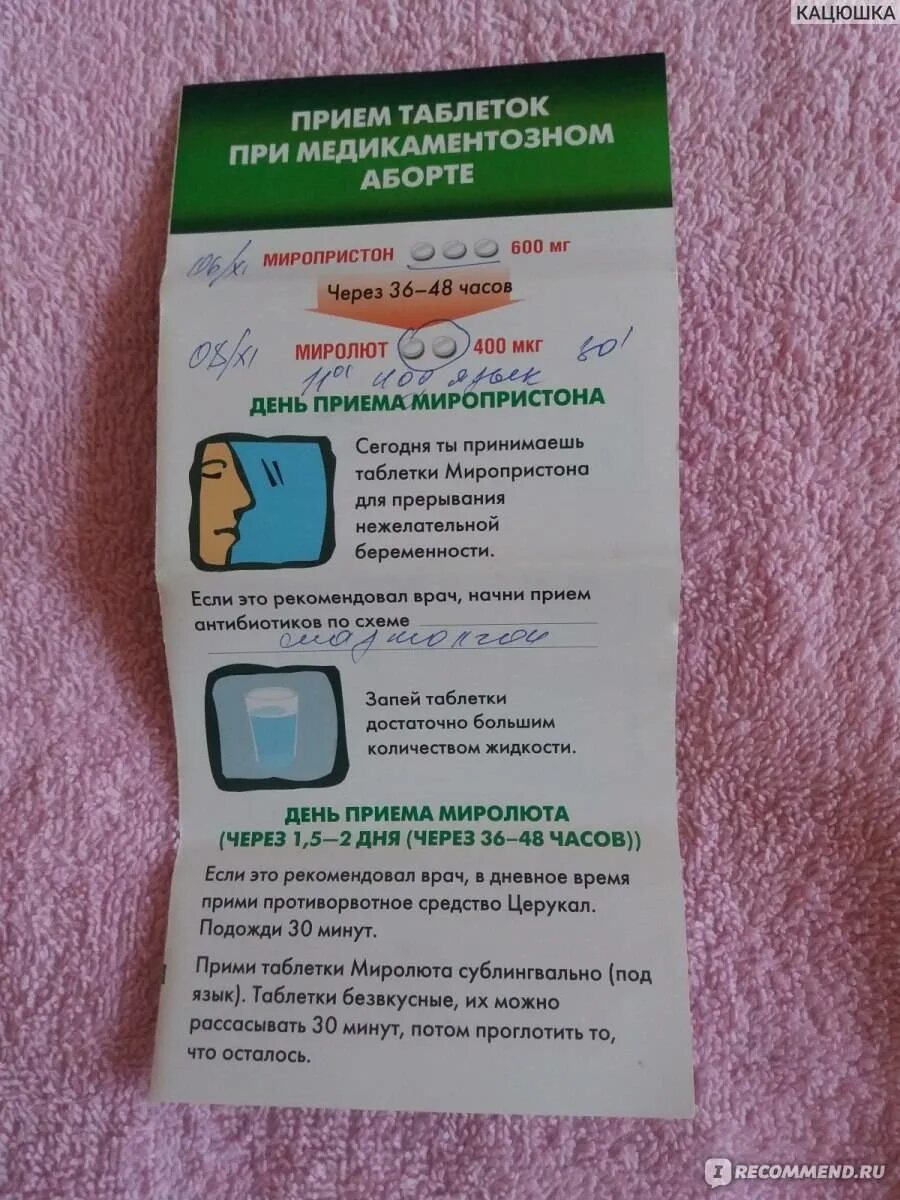 КАЦЮШКА
ПРИЕМ ТАБЛЕТОК
ПРИ МЕДИКАМЕНТОЗНОМ
АБОРТЕ
06/XI МИРОПРИСТОН 600 мг
Через 36–48 часов
08/XI МИРОЛЮТ 400 мкг 30'
11⁰⁰ под язык
ДЕНЬ ПРИЕМА МИРОПРИСТОНА
Сегодня ты принимаешь
таблетки Миропристона
для прерывания
нежелательной
беременности.
Если это рекомендовал врач, начни прием
антибиотиков по схеме
Запей таблетки
достаточно большим
количеством жидкости.
ДЕНЬ ПРИЕМА МИРОЛЮТА
(ЧЕРЕЗ 1,5—2 ДНЯ (ЧЕРЕЗ 36–48 ЧАСОВ))
Если это рекомендовал врач, в дневное время
прими противорвотное средство Церукал.
Подожди 30 минут.
Прими таблетки Миролюта сублингвально (под
язык). Таблетки безвкусные, их можно
рассасывать 30 минут, потом проглотить то,
что осталось.
IRECOMMEND.RU